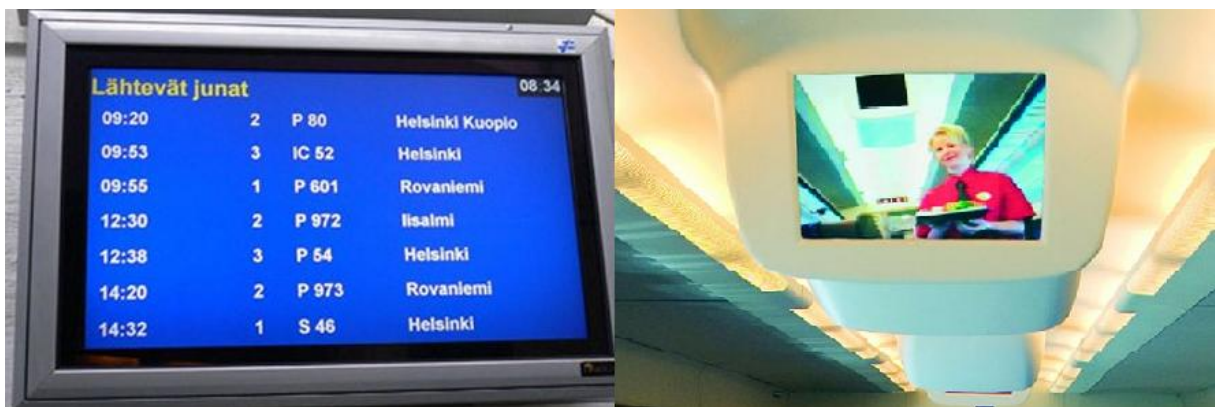 Lähtevät junat 08:34
09:20 2 P 80 Helsinki Kuopio
09:53 3 IC 52 Helsinki
09:55 1 P 601 Rovaniemi
12:30 2 P 972 Iisalmi
12:38 3 P 54 Helsinki
14:20 2 P 973 Rovaniemi
14:32 1 S 46 Helsinki